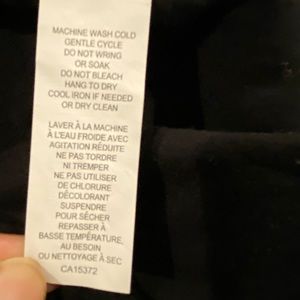 MACHINE WASH COLD
GENTLE CYCLE
DO NOT WRING
OR SOAK
DO NOT BLEACH
HANG TO DRY
COOL IRON IF NEEDED
OR DRY CLEAN
LAVER À LA MACHINE
À L'EAU FROIDE AVEC
AGITATION RÉDUITE
NE PAS TORDRE
NI TREMPER
NE PAS UTILISER
DE CHLORURE
DÉCOLORANT
SUSPENDRE
POUR SÉCHER
REPASSER À
BASSE TEMPÉRATURE,
AU BESOIN
OU NETTOYAGE À SEC
CA15372